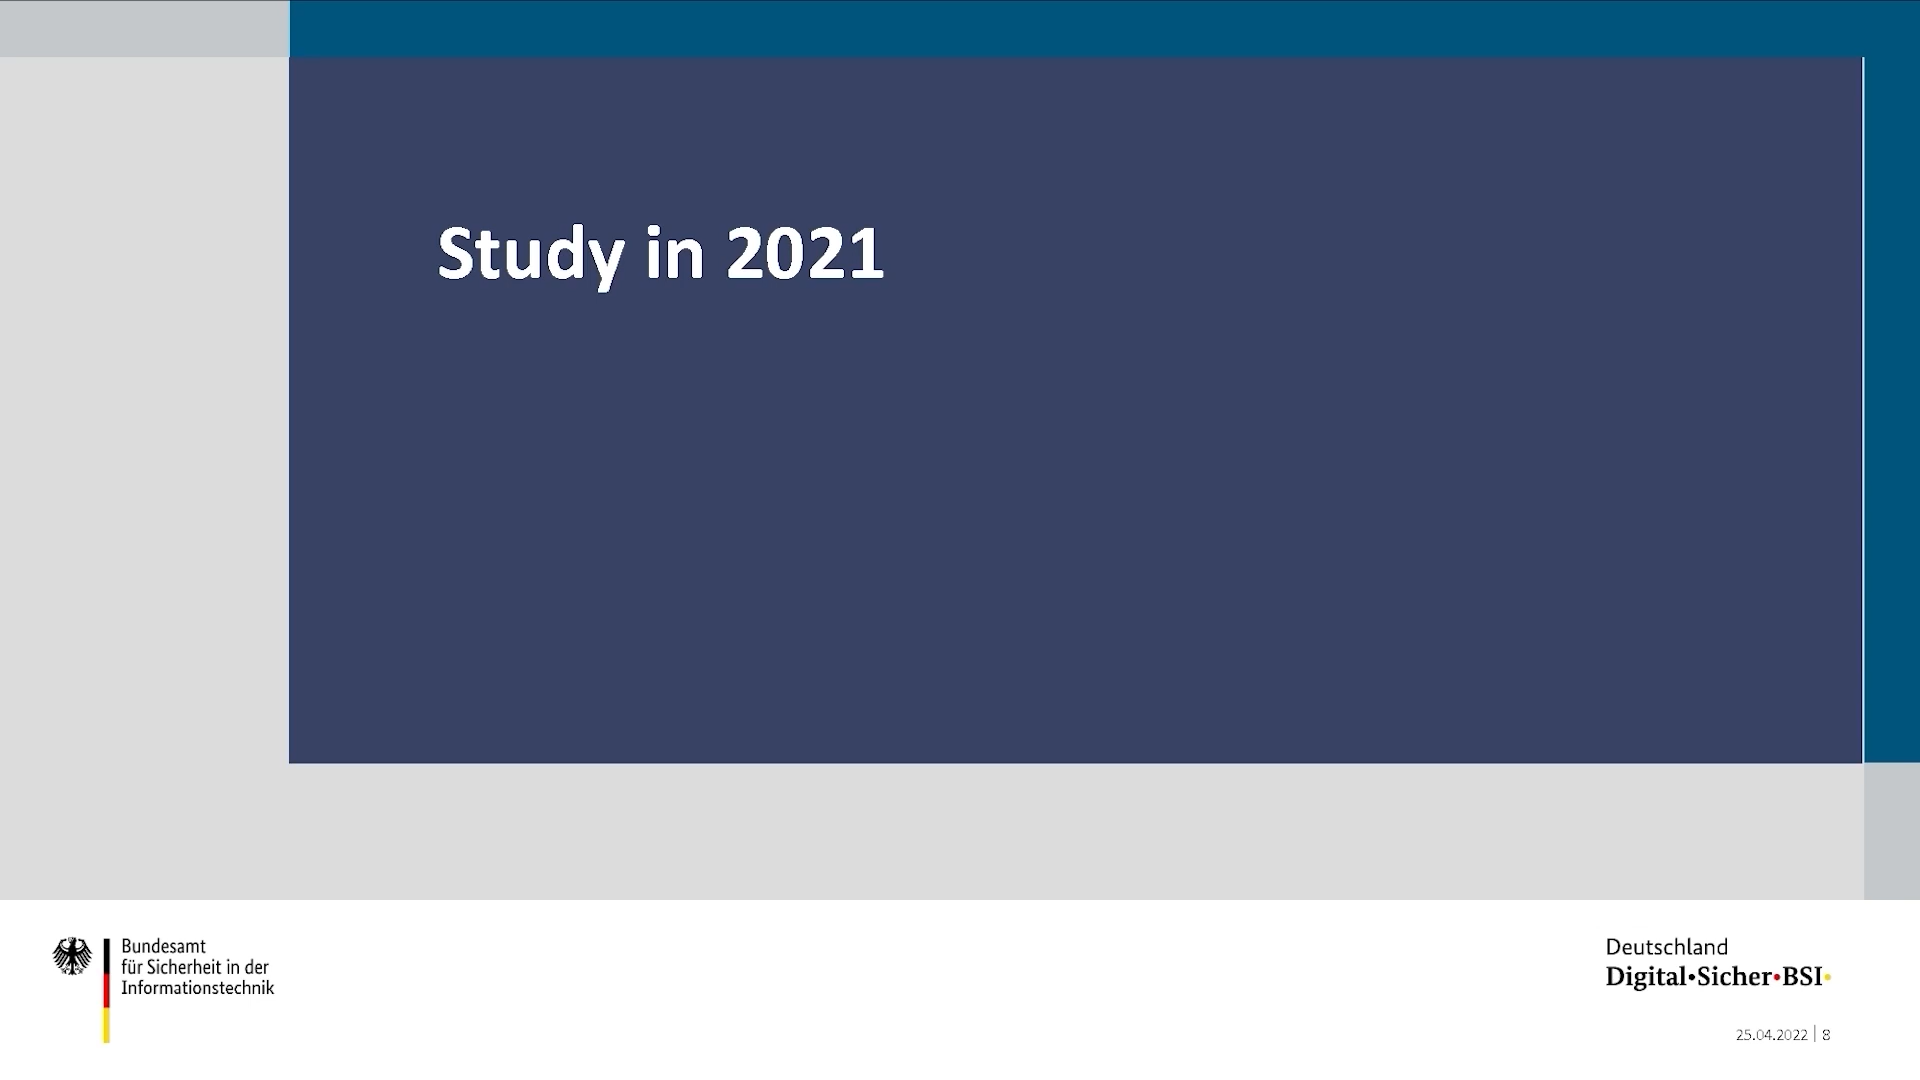 Study in 2021
Bundesamt
für Sicherheit in der
Informationstechnik
Deutschland
Digital•Sicher•BSI•
25.04.2022 | 8